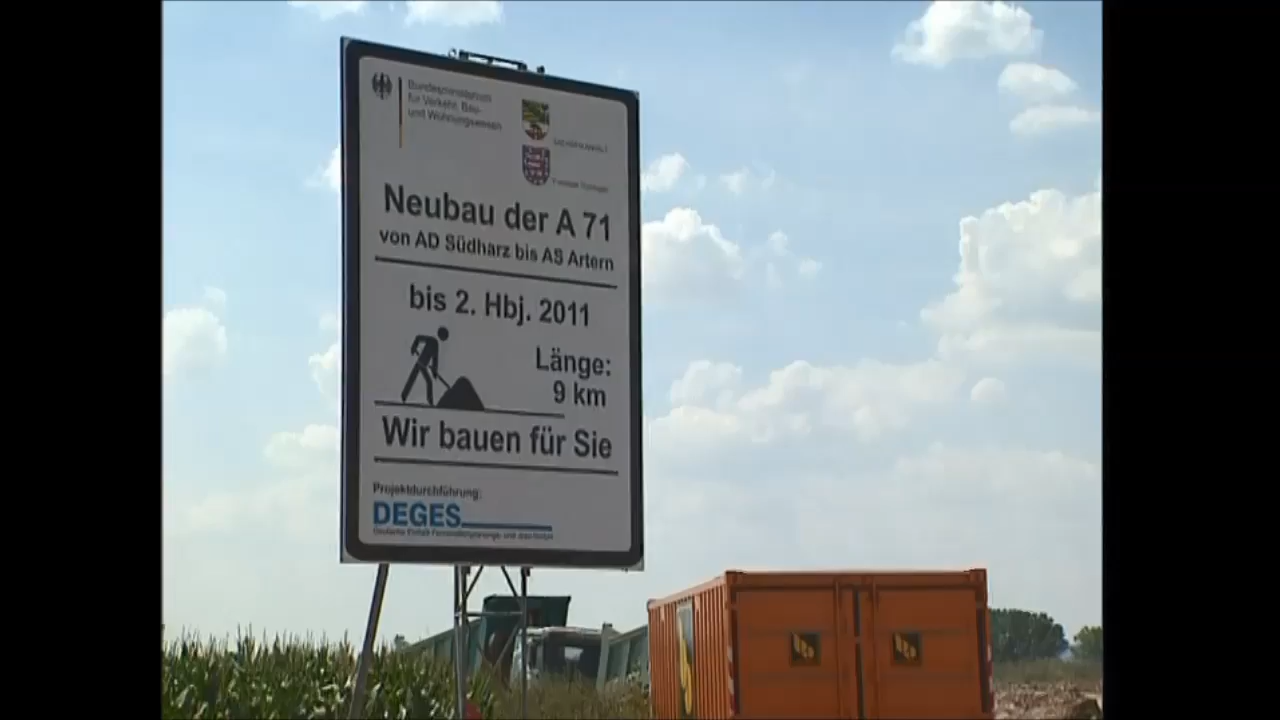 Bundesministerium
für Verkehr, Bau-
und Wohnungswesen
Neubau der A 71
von AD Südharz bis AS Artern
bis 2. Hbj. 2011
Länge:
9 km
Wir bauen für Sie
Projektdurchführung:
DEGES